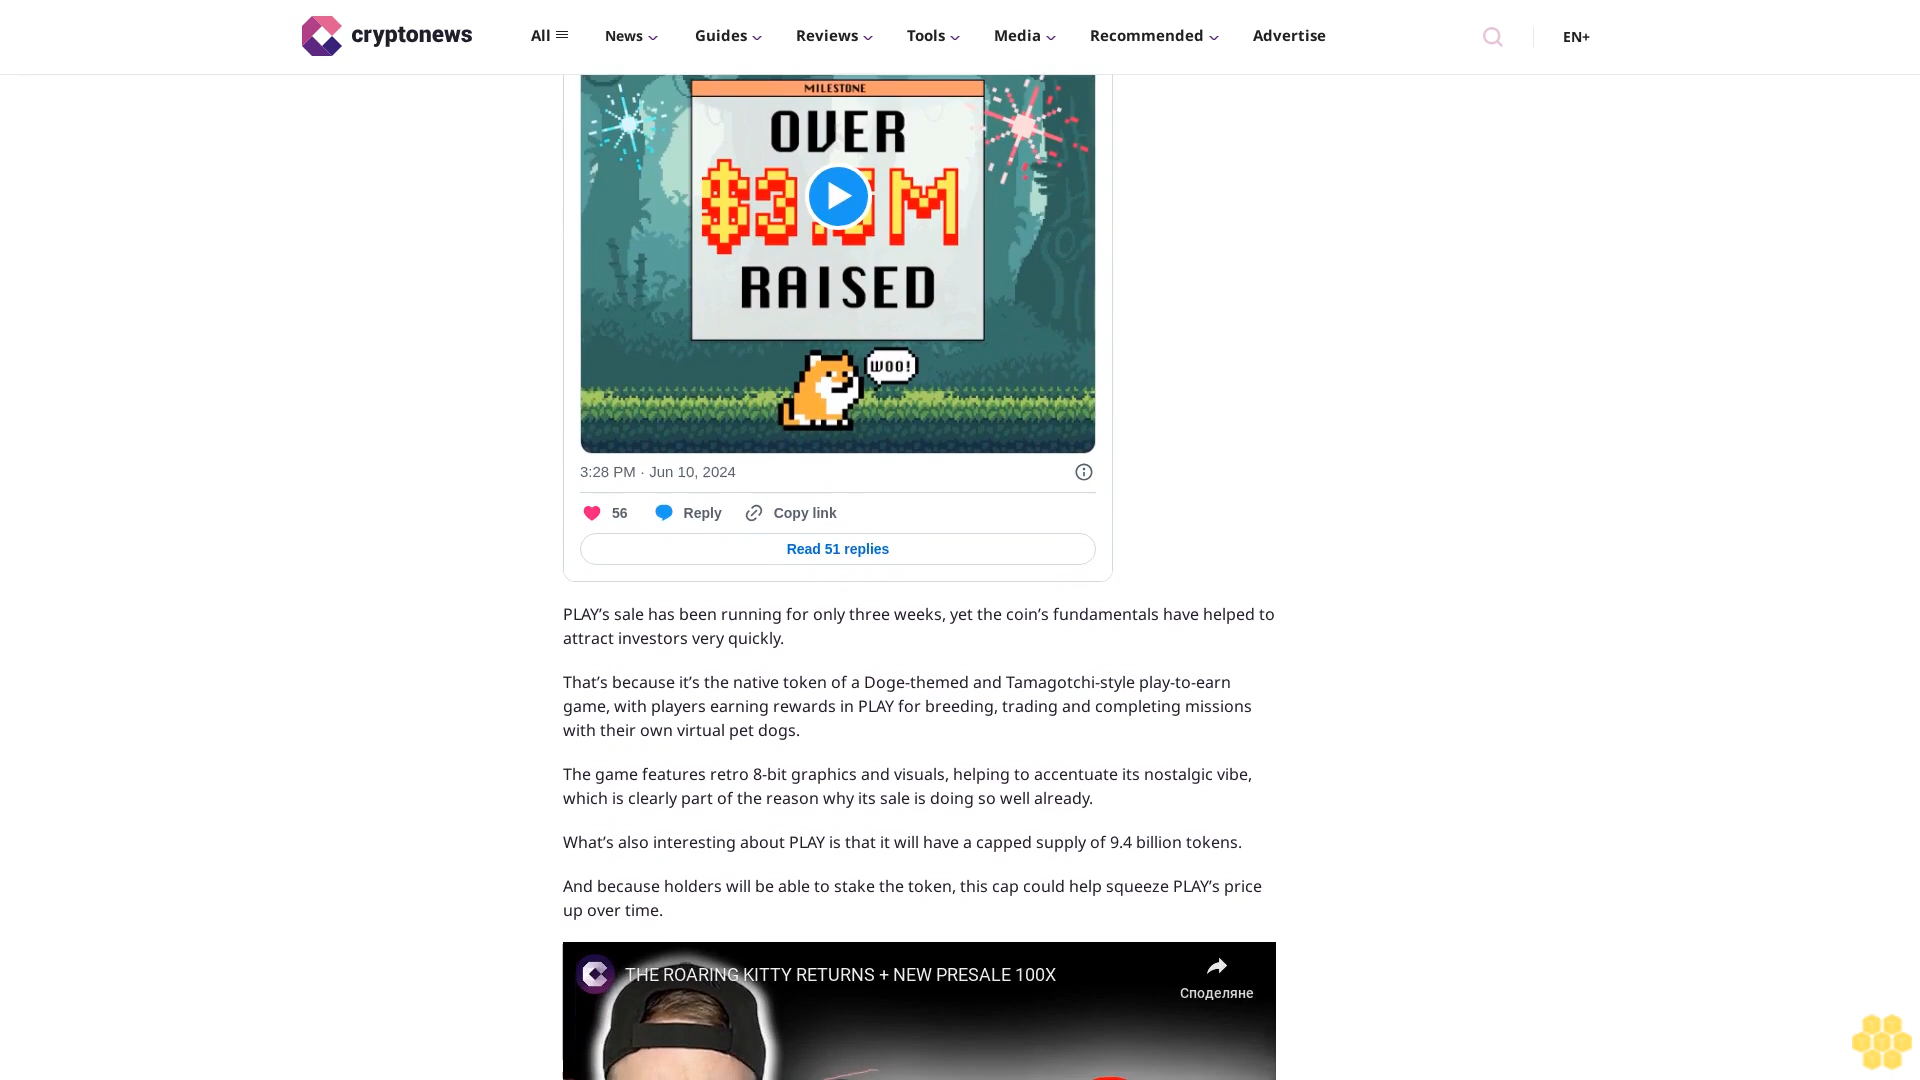 cryptonews
All
News
Guides
Reviews
Tools
Media
Recommended
Advertise
EN+
MILESTONE
OVER
RAISED
WOO!
3:28 PM · Jun 10, 2024
56
Reply
Copy link
Read 51 replies
PLAY’s sale has been running for only three weeks, yet the coin’s fundamentals have helped to
attract investors very quickly.
That’s because it’s the native token of a Doge-themed and Tamagotchi-style play-to-earn
game, with players earning rewards in PLAY for breeding, trading and completing missions
with their own virtual pet dogs.
The game features retro 8-bit graphics and visuals, helping to accentuate its nostalgic vibe,
which is clearly part of the reason why its sale is doing so well already.
What’s also interesting about PLAY is that it will have a capped supply of 9.4 billion tokens.
And because holders will be able to stake the token, this cap could help squeeze PLAY’s price
up over time.
THE ROARING KITTY RETURNS + NEW PRESALE 100X
Споделяне